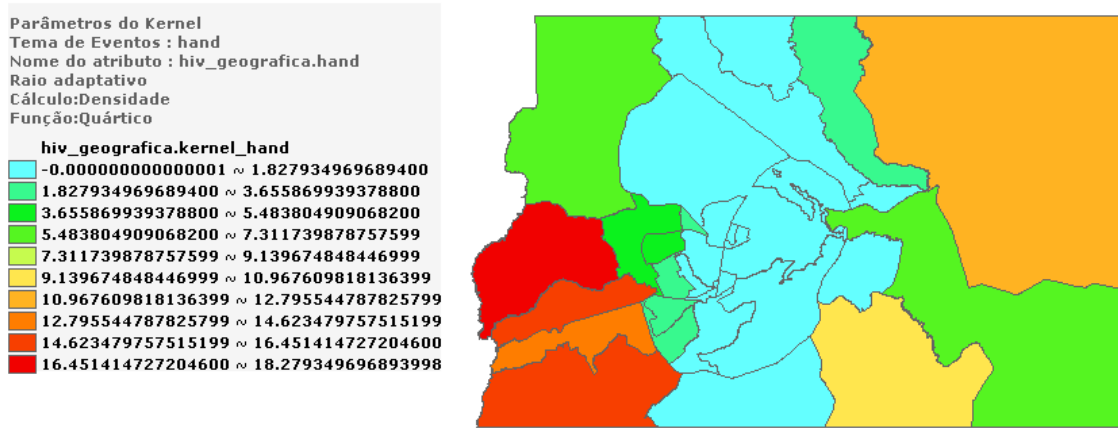 Parâmetros do Kernel
Tema de Eventos : hand
Nome do atributo : hiv_geografica.hand
Raio adaptativo
Cálculo:Densidade
Função:Quártico
hiv_geografica.kernel_hand
-0.000000000000001 ~ 1.827934969689400
1.827934969689400 ~ 3.655869939378800
3.655869939378800 ~ 5.483804909068200
5.483804909068200 ~ 7.311739878757599
7.311739878757599 ~ 9.139674848446999
9.139674848446999 ~ 10.967609818136399
10.967609818136399 ~ 12.795544787825799
12.795544787825799 ~ 14.623479757515199
14.623479757515199 ~ 16.451414727204600
16.451414727204600 ~ 18.279349696893998